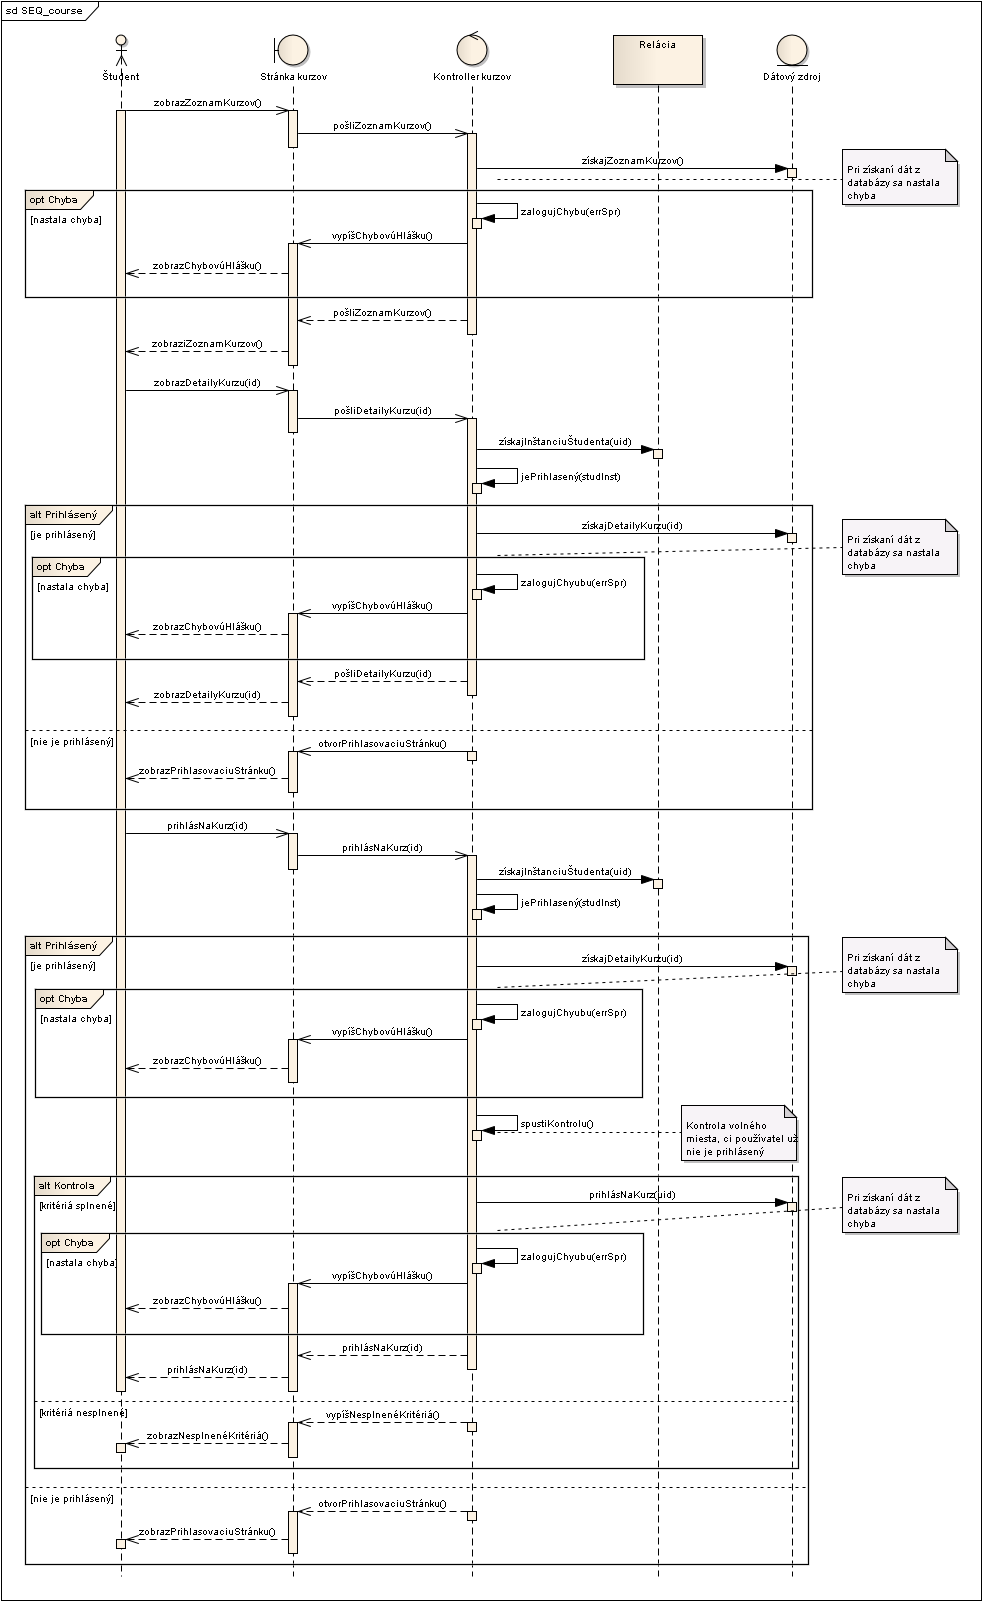 sd SEQ_course
Študent
Stránka kurzov
Kontroller kurzov
Relácia
Dátový zdroj
zobrazZoznamKurzov()
pošliZoznamKurzov()
získajZoznamKurzov()
Pri získaní dát z
databázy sa nastala
chyba
opt Chyba
[nastala chyba]
zalogujChybu(errSpr)
vypíšChybovúHlášku()
zobrazChybovúHlášku()
pošliZoznamKurzov()
zobraziZoznamKurzov()
zobrazDetailyKurzu(id)
pošliDetailyKurzu(id)
získajInštanciuŠtudenta(uid)
jePrihlasený(studInst)
alt Prihlásený
[je prihlásený]
získajDetailyKurzu(id)
Pri získaní dát z
databázy sa nastala
chyba
opt Chyba
[nastala chyba]
zalogujChyubu(errSpr)
vypíšChybovúHlášku()
zobrazChybovúHlášku()
pošliDetailyKurzu(id)
zobrazDetailyKurzu(id)
[nie je prihlásený]
otvorPrihlasovaciuStránku()
zobrazPrihlasovaciuStránku()
prihlásNaKurz(id)
prihlásNaKurz(id)
získajInštanciuŠtudenta(uid)
jePrihlasený(studInst)
alt Prihlásený
[je prihlásený]
získajDetailyKurzu(id)
Pri získaní dát z
databázy sa nastala
chyba
opt Chyba
[nastala chyba]
zalogujChyubu(errSpr)
vypíšChybovúHlášku()
zobrazChybovúHlášku()
spustiKontrolu()
Kontrola volného
miesta, ci používatel už
nie je prihlásený
alt Kontrola
[kritériá splnené]
prihlásNaKurz(uid)
Pri získaní dát z
databázy sa nastala
chyba
opt Chyba
[nastala chyba]
zalogujChyubu(errSpr)
vypíšChybovúHlášku()
zobrazChybovúHlášku()
prihlásNaKurz(id)
prihlásNaKurz(id)
[kritériá nesplnené]
vypíšNesplnenéKritériá()
zobrazNesplnenéKritériá()
[nie je prihlásený]
otvorPrihlasovaciuStránku()
zobrazPrihlasovaciuStránku()